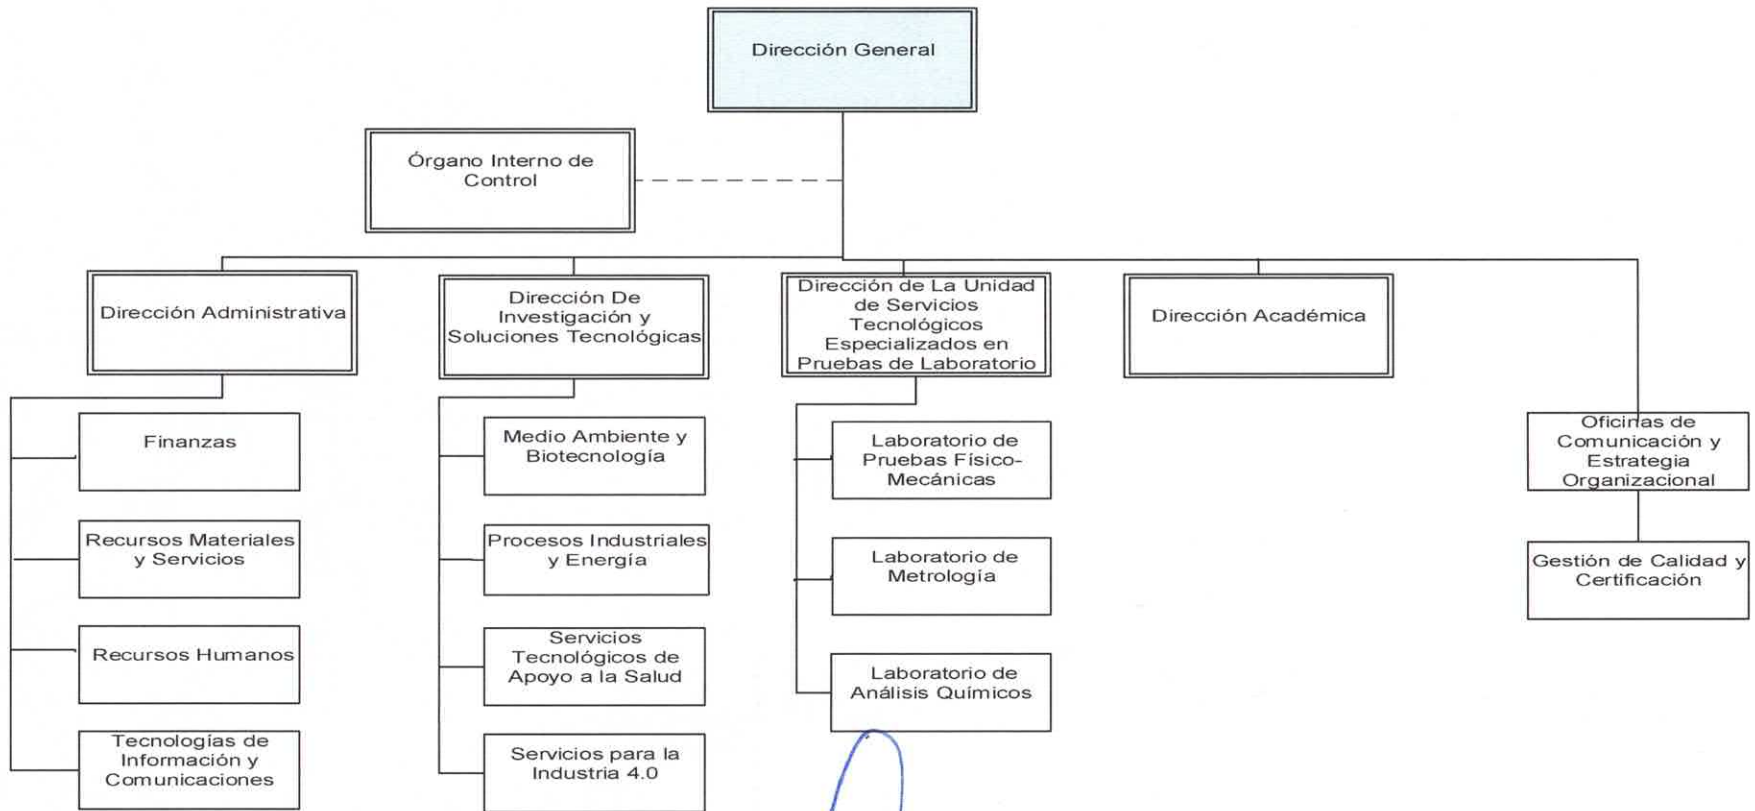 Dirección General
Órgano Interno de
Control
Dirección Administrativa
Dirección De
Investigación y
Soluciones Tecnológicas
Dirección de La Unidad
de Servicios
Tecnológicos
Especializados en
Pruebas de Laboratorio
Dirección Académica
Finanzas
Recursos Materiales
y Servicios
Recursos Humanos
Tecnologías de
Información y
Comunicaciones
Medio Ambiente y
Biotecnología
Procesos Industriales
y Energía
Servicios
Tecnológicos de
Apoyo a la Salud
Servicios para la
Industria 4.0
Laboratorio de
Pruebas Físico-
Mecánicas
Laboratorio de
Metrología
Laboratorio de
Análisis Químicos
Oficinas de
Comunicación y
Estrategia
Organizacional
Gestión de Calidad y
Certificación